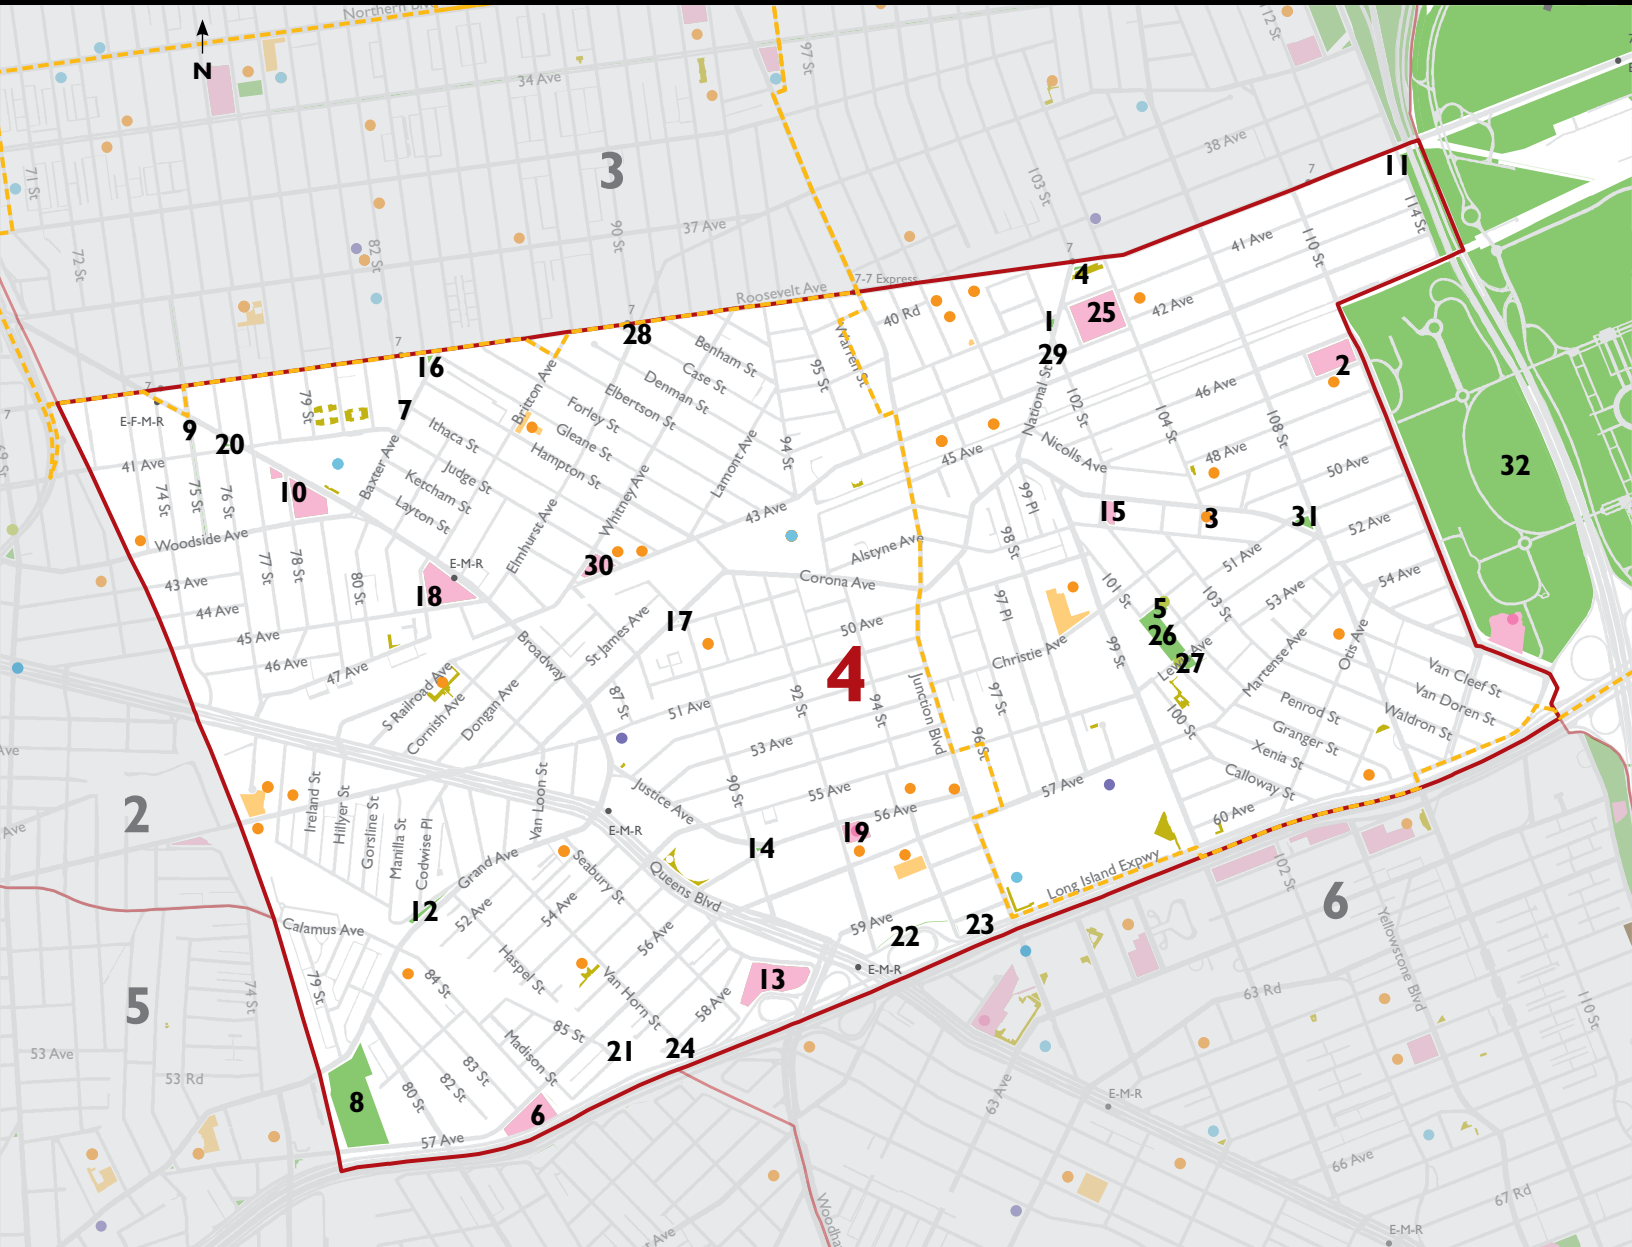 Northern Blvd
N
34 Ave
97 St
112 St
7
E
38 Ave
71 St
3
103 St
7
11
114 St
72 St
82 St
90 St
37 Ave
7
41 Ave
110 St
7-7 Express
Roosevelt Ave
4
40 Rd
25
42 Ave
1
29
7
28
Warren St
2
7
16
Benham St
Case St
95 St
46 Ave
7
79 St
7
Britton Ave
Denman St
Elbertson St
Forley St
National St
102 St
104 St
108 St
7
E-F-M-R
9
20
69 St
Ithaca St
Gleane St
Hampton St
Lamont Ave
94 St
45 Ave
Nicolls Ave
48 Ave
50 Ave
32
41 Ave
74 St
75 St
76 St
10
Baxter Ave
Judge St
Ketcham St
Layton St
Whitney Ave
43 Ave
99 Pl
15
3
31
52 Ave
Woodside Ave
Elmhurst Ave
Alstyne Ave
98 St
51 Ave
43 Ave
77 St
78 St
80 St
E-M-R
18
30
Corona Ave
97 Pl
101 St
103 St
53 Ave
54 Ave
44 Ave
45 Ave
46 Ave
47 Ave
Broadway
St James Ave
17
50 Ave
4
Christie Ave
99 St
5
26
27
Lewis Ave
Martense Ave
Otis Ave
Van Cleef St
Van Doren St
Waldron St
S Railroad Ave
Cornish Ave
Dongan Ave
87 St
51 Ave
92 St
94 St
Junction Blvd
97 St
100 St
Penrod St
Granger St
Xenia St
Calloway St
Ave
53 Ave
96 St
2
Ave
Ireland St
Hillyer St
Gorsline St
Manilla St
Codwise Pl
Van Loon St
Justice Ave
E-M-R
90 St
55 Ave
56 Ave
57 Ave
60 Ave
14
19
Grand Ave
Seabury St
Queens Blvd
Long Island Expwy
102 St
6
12
52 Ave
54 Ave
56 Ave
59 Ave
22
23
Calamus Ave
Yellowstone Blvd
5
74 St
79 St
84 St
Haspel St
Van Horn St
13
E-M-R
63 Rd
110 St
58 Ave
53 Ave
53 Rd
85 St
Madison St
21
24
8
80 St
82 St
83 St
6
57 Ave
63 Ave
E-M-R
66 Ave
67 Rd
Woodha
Ave
E-M-R